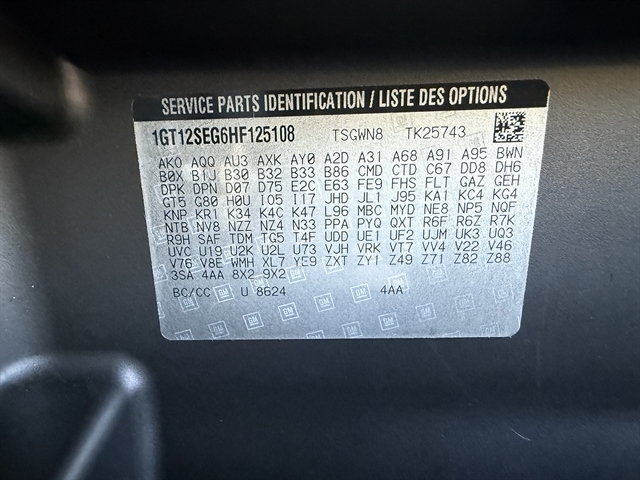 SERVICE PARTS IDENTIFICATION / LISTE DES OPTIONS
1GT12SEG6HF125108 TSGWN8 TK25743
AKO AQQ AU3 AXK AY0 A2D A31 A68 A91 A95 BWN
B0X B1J B30 B32 B33 B86 CMD CTD C67 DD8 DH6
DPK DPN D07 D75 E2C E63 FE9 FHS FLT GAZ GEH
GT5 G80 H0U IO5 I17 JHD JL1 J95 KA1 KC4 KG4
KNP KR1 K34 K4C K47 L96 MBC MYD NE8 NP5 NQF
NTB NV8 NZZ NZ4 N33 PPA PYQ QXT R6F R6Z R7K
R9H SAF TDM TG5 T4F UDD UE1 UF2 UJM UK3 UQ3
UVC U19 U2K U2L U73 VJH VRK VT7 VV4 V22 V46
V76 V8E WMH XL7 YE9 ZXT ZY1 Z49 Z71 Z82 Z88
3SA 4AA 8X2 9X2
BC/CC U 8624 4AA